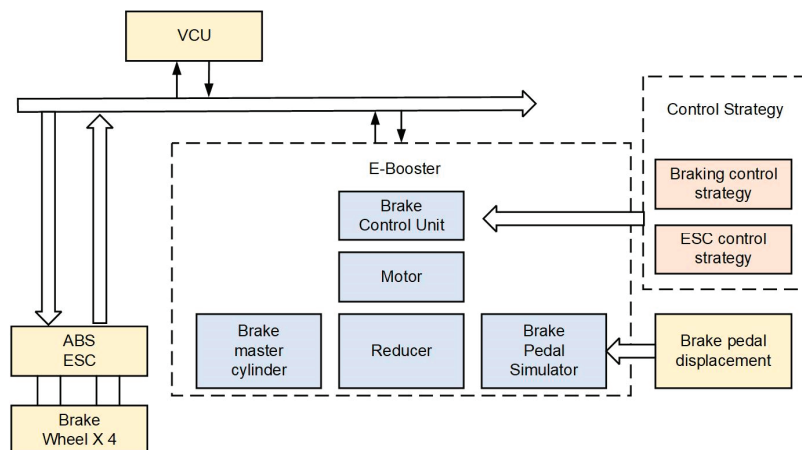 VCU
Control Strategy
E-Booster
Braking control
strategy
Brake
Control Unit
ESC control
strategy
Motor
ABS
ESC
Brake
master
cylinder
Reducer
Brake
Pedal
Simulator
Brake pedal
displacement
Brake
Wheel X 4